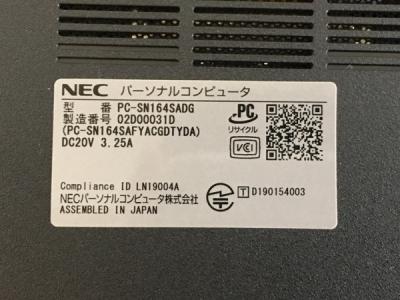 NEC パーソナルコンピュータ
型 番 PC-SN164SADG
製造番号 02D00031D
(PC-SN164SAFYACGDTYDA)
DC20V 3.25A
PC
リサイクル
VCCI
Compliance ID LN19004A
NECパーソナルコンピュータ株式会社
ASSEMBLED IN JAPAN
T D190154003